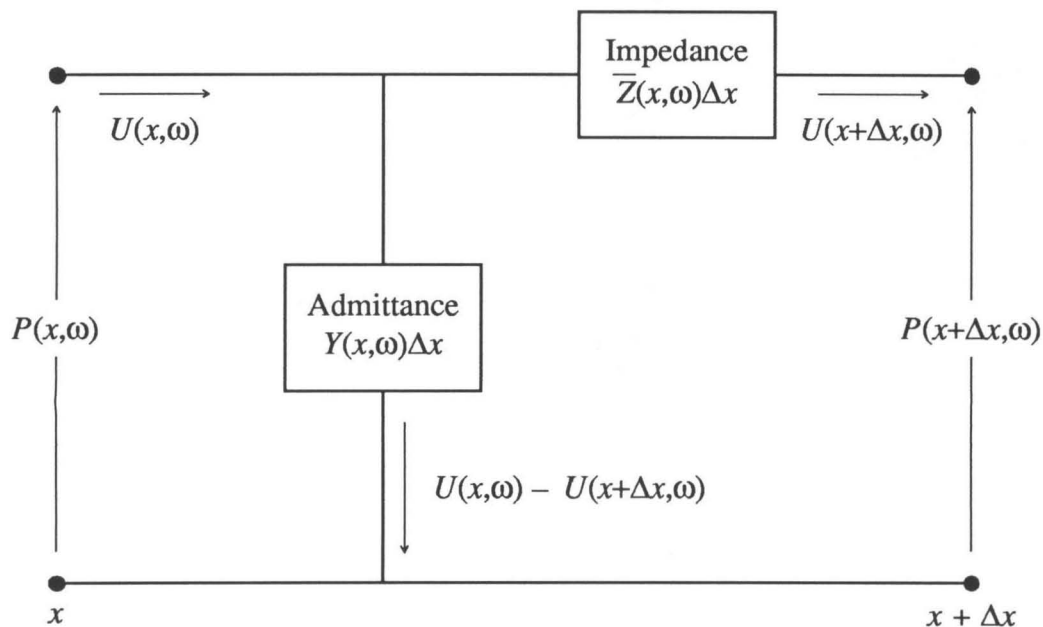 Impedance
Z̅(x,ω)Δx
U(x,ω)
U(x+Δx,ω)
Admittance
Y(x,ω)Δx
P(x,ω)
P(x+Δx,ω)
U(x,ω) – U(x+Δx,ω)
x
x + Δx